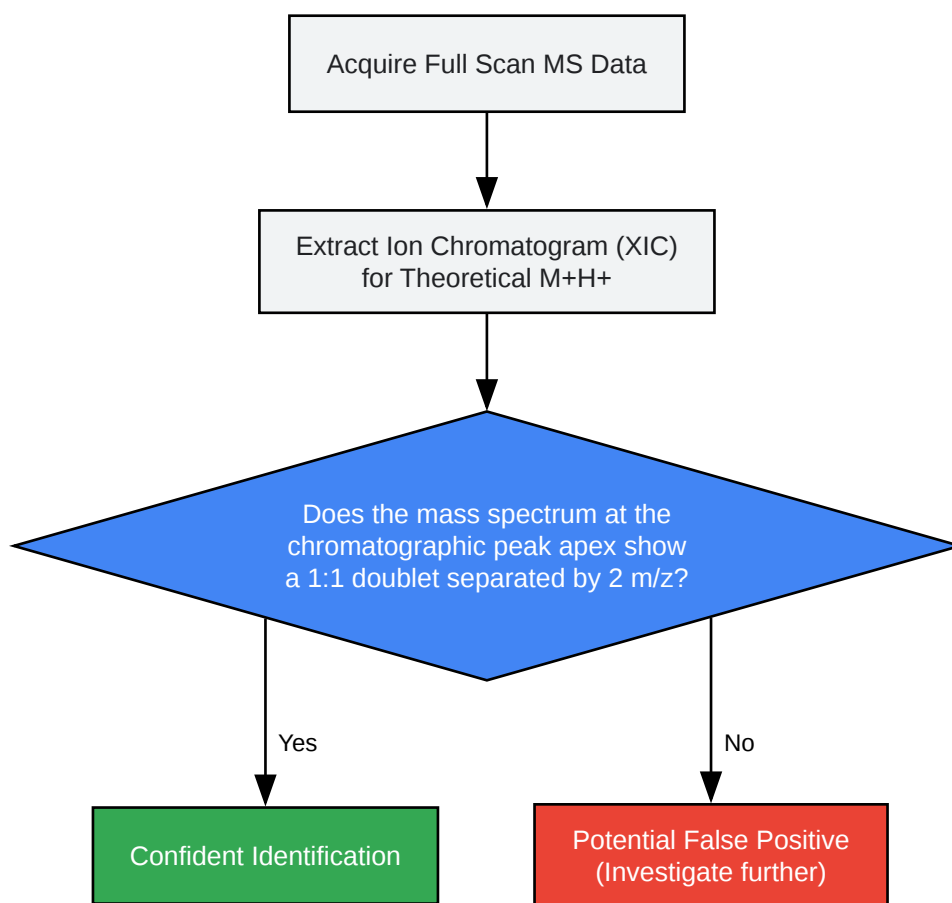 Acquire Full Scan MS Data
Extract Ion Chromatogram (XIC)
for Theoretical M+H+
Does the mass spectrum at the
chromatographic peak apex show
a 1:1 doublet separated by 2 m/z?
Yes
No
Confident Identification
Potential False Positive
(Investigate further)